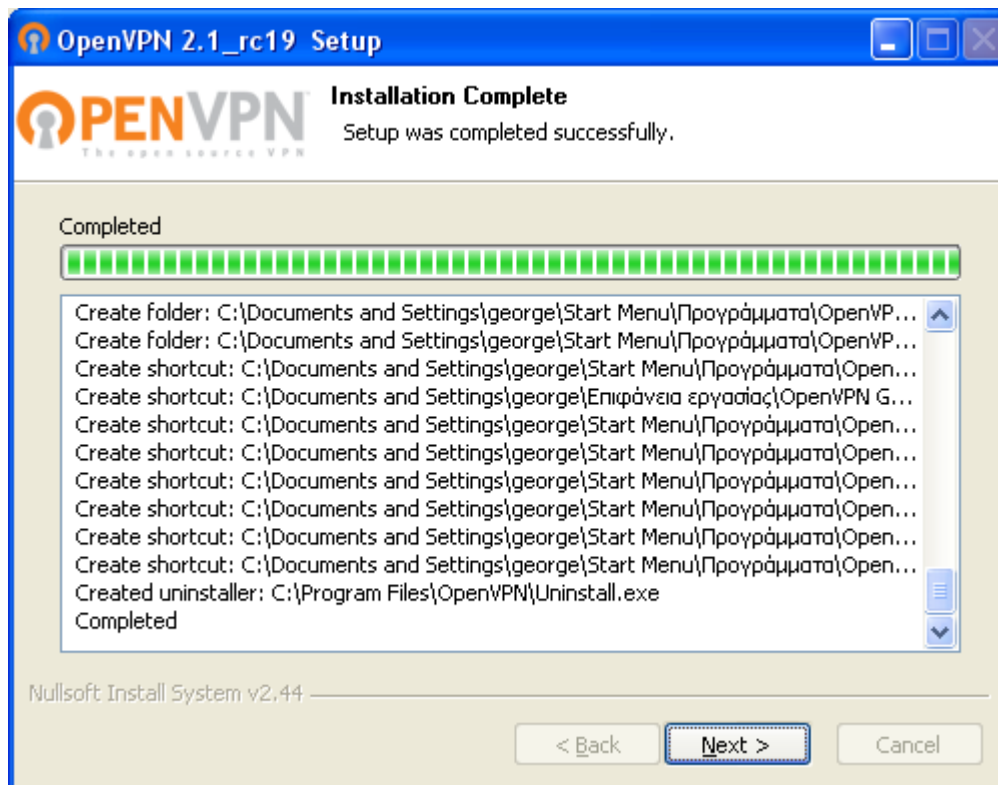 OpenVPN 2.1_rc19 Setup
OPENVPN
The open source VPN
Installation Complete
Setup was completed successfully.
Completed
Create folder: C:\Documents and Settings\george\Start Menu\Προγράμματα\OpenVP...
Create folder: C:\Documents and Settings\george\Start Menu\Προγράμματα\OpenVP...
Create shortcut: C:\Documents and Settings\george\Start Menu\Προγράμματα\Open...
Create shortcut: C:\Documents and Settings\george\Επιφάνεια εργασίας\OpenVPN G...
Create shortcut: C:\Documents and Settings\george\Start Menu\Προγράμματα\Open...
Create shortcut: C:\Documents and Settings\george\Start Menu\Προγράμματα\Open...
Create shortcut: C:\Documents and Settings\george\Start Menu\Προγράμματα\Open...
Create shortcut: C:\Documents and Settings\george\Start Menu\Προγράμματα\Open...
Create shortcut: C:\Documents and Settings\george\Start Menu\Προγράμματα\Open...
Create shortcut: C:\Documents and Settings\george\Start Menu\Προγράμματα\Open...
Created uninstaller: C:\Program Files\OpenVPN\Uninstall.exe
Completed
Nullsoft Install System v2.44
< Back Next > Cancel